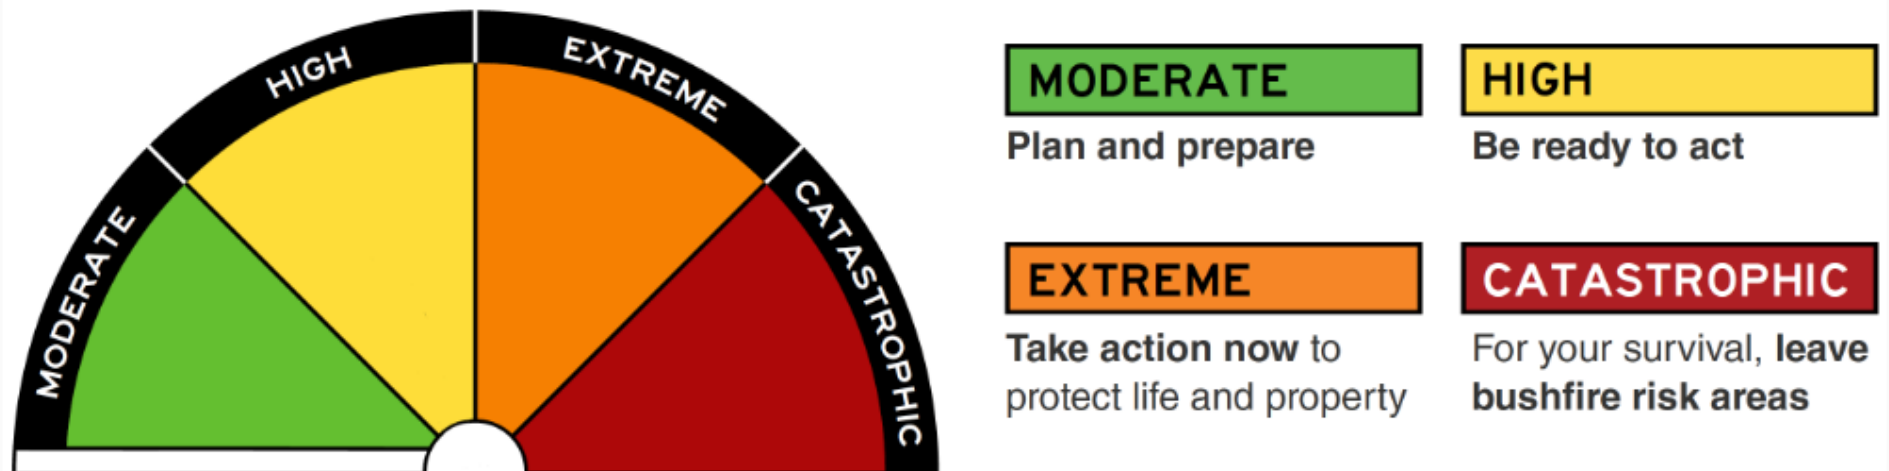 MODERATE
HIGH
EXTREME
CATASTROPHIC
MODERATE
Plan and prepare
HIGH
Be ready to act
EXTREME
Take action now to
protect life and property
CATASTROPHIC
For your survival, leave
bushfire risk areas